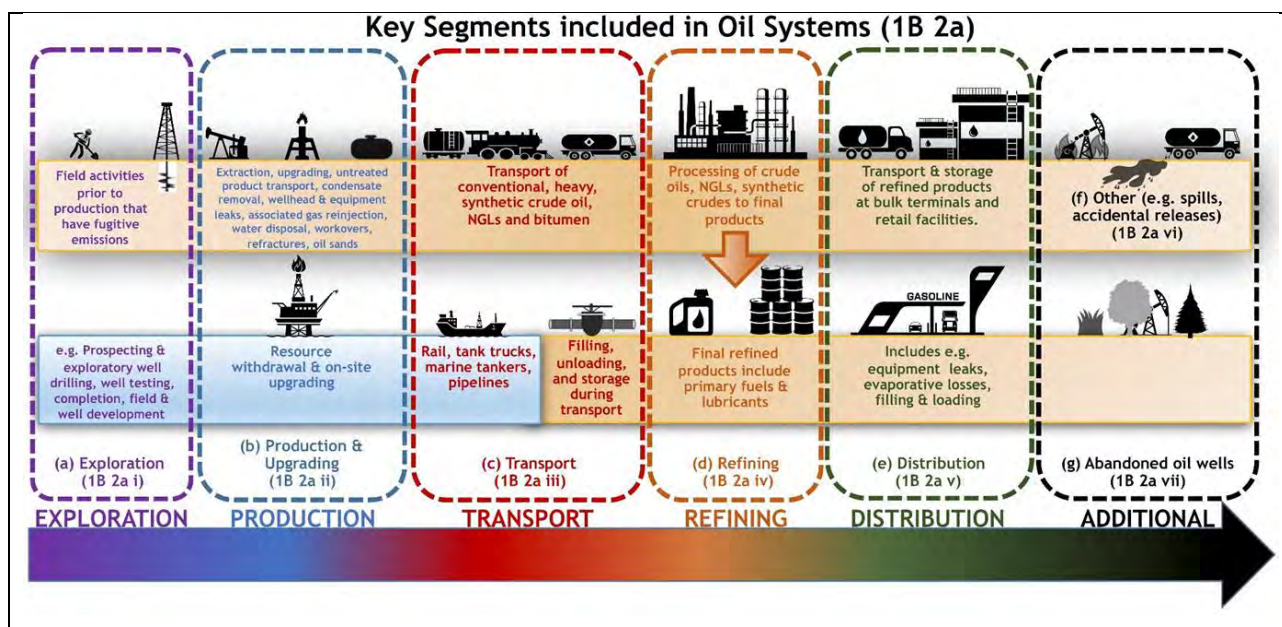 Key Segments included in Oil Systems (1B 2a)
Field activities
prior to
production that
have fugitive
emissions
e.g. Prospecting &
exploratory well
drilling, well testing,
completion, field &
well development
(a) Exploration
(1B 2a i)
EXPLORATION
Extraction, upgrading, untreated
product transport, condensate
removal, wellhead & equipment
leaks, associated gas reinjection,
water disposal, workovers,
refractures, oil sands
Resource
withdrawal & on-site
upgrading
(b) Production &
Upgrading
(1B 2a ii)
PRODUCTION
Transport of
conventional, heavy,
synthetic crude oil,
NGLs and bitumen
Rail, tank trucks,
marine tankers,
pipelines
Filling,
unloading,
and storage
during
transport
(c) Transport
(1B 2a iii)
TRANSPORT
Processing of crude
oils, NGLs, synthetic
crudes to final
products
Final refined
products include
primary fuels &
lubricants
(d) Refining
(1B 2a iv)
REFINING
Transport & storage
of refined products
at bulk terminals and
retail facilities.
GASOLINE
Includes e.g.
equipment leaks,
evaporative losses,
filling & loading
(e) Distribution
(1B 2a v)
DISTRIBUTION
(f) Other (e.g. spills,
accidental releases)
(1B 2a vi)
(g) Abandoned oil wells
(1B 2a vii)
ADDITIONAL